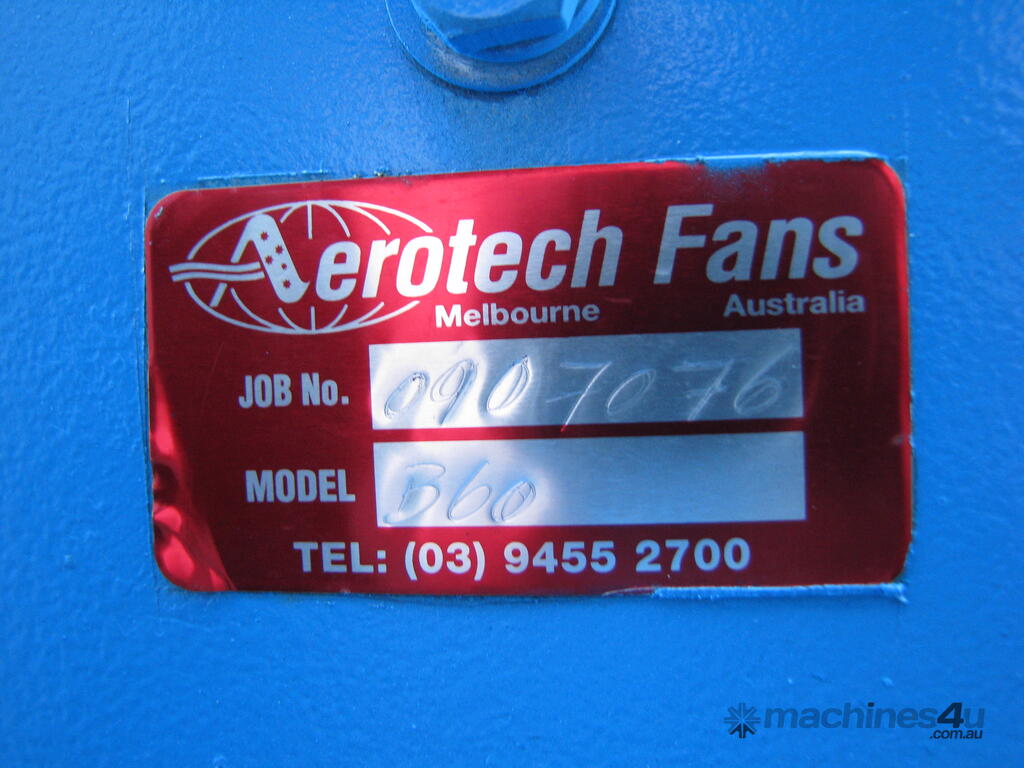 Aerotech Fans
Melbourne Australia
JOB No. 0907076
MODEL B60
TEL: (03) 9455 2700
machines4u
.com.au